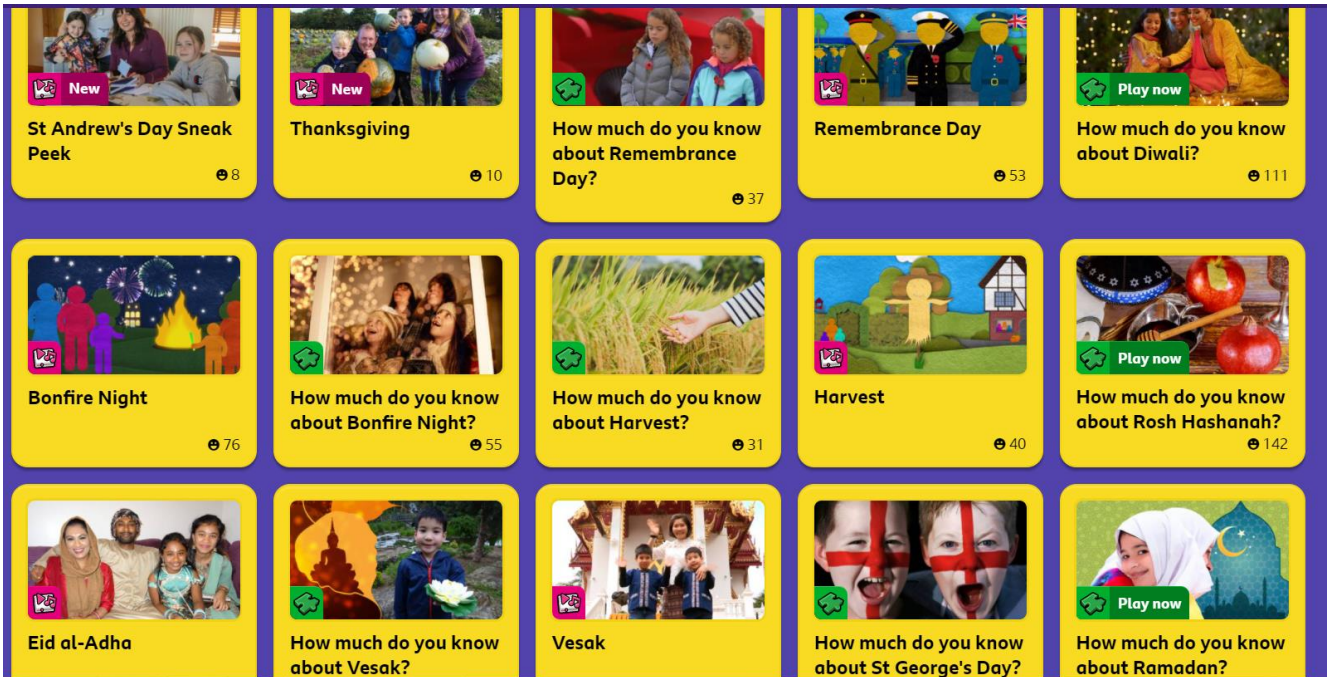 New
St Andrew's Day Sneak
Peek
8
New
Thanksgiving
10
How much do you know
about Remembrance
Day?
37
Remembrance Day
53
Play now
How much do you know
about Diwali?
111
Bonfire Night
76
How much do you know
about Bonfire Night?
55
How much do you know
about Harvest?
31
Harvest
40
Play now
How much do you know
about Rosh Hashanah?
142
Eid al-Adha
How much do you know
about Vesak?
Vesak
How much do you know
about St George's Day?
Play now
How much do you know
about Ramadan?